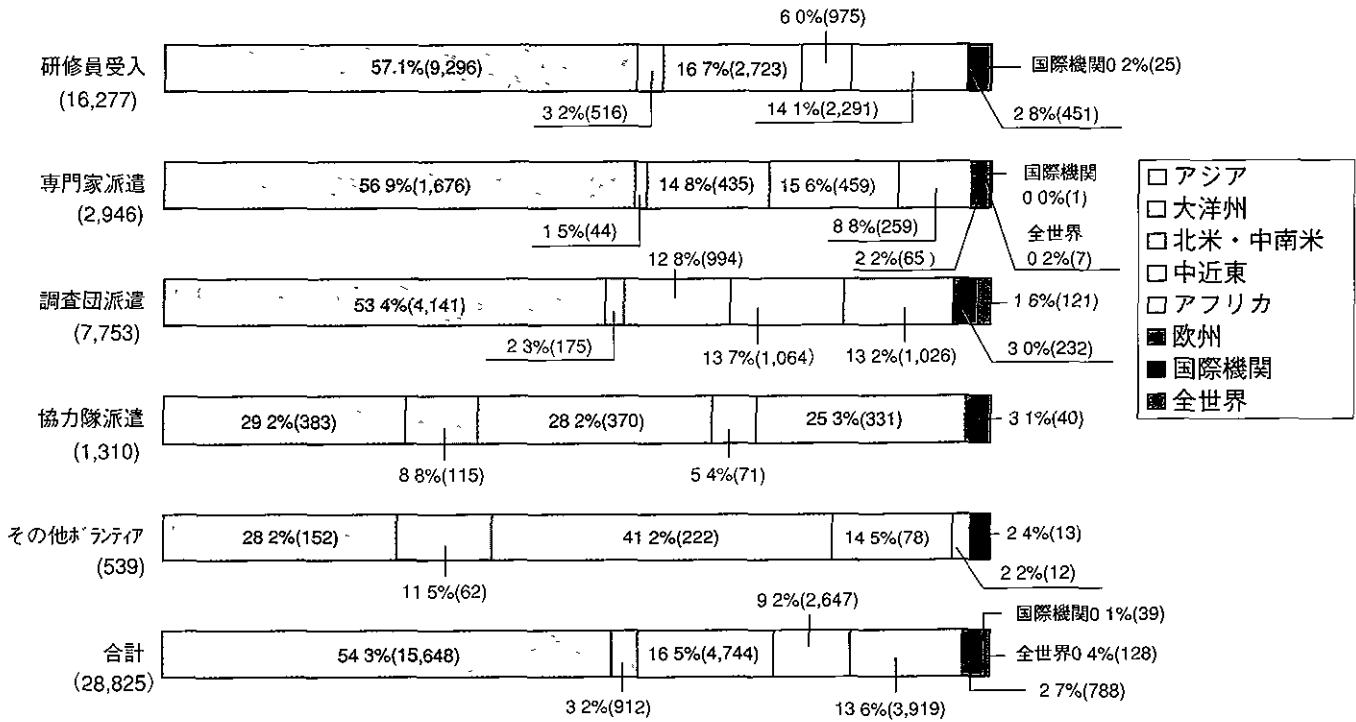 6 0%(975)
研修員受入
(16,277)
57.1%(9,296)
16 7%(2,723)
国際機関0 2%(25)
3 2%(516)
14 1%(2,291)
2 8%(451)
専門家派遣
(2,946)
56 9%(1,676)
14 8%(435)
15 6%(459)
国際機関
0 0%(1)
1 5%(44)
8 8%(259)
全世界
0 2%(7)
2 2%(65)
12 8%(994)
調査団派遣
(7,753)
53 4%(4,141)
1 6%(121)
2 3%(175)
13 7%(1,064)
13 2%(1,026)
3 0%(232)
協力隊派遣
(1,310)
29 2%(383)
28 2%(370)
25 3%(331)
3 1%(40)
8 8%(115)
5 4%(71)
その他ボランティア
(539)
28 2%(152)
41 2%(222)
14 5%(78)
2 4%(13)
11 5%(62)
2 2%(12)
9 2%(2,647)
合計
(28,825)
54 3%(15,648)
16 5%(4,744)
国際機関0 1%(39)
全世界0 4%(128)
3 2%(912)
13 6%(3,919)
2 7%(788)
アジア
大洋州
北米・中南米
中近東
アフリカ
欧州
国際機関
全世界